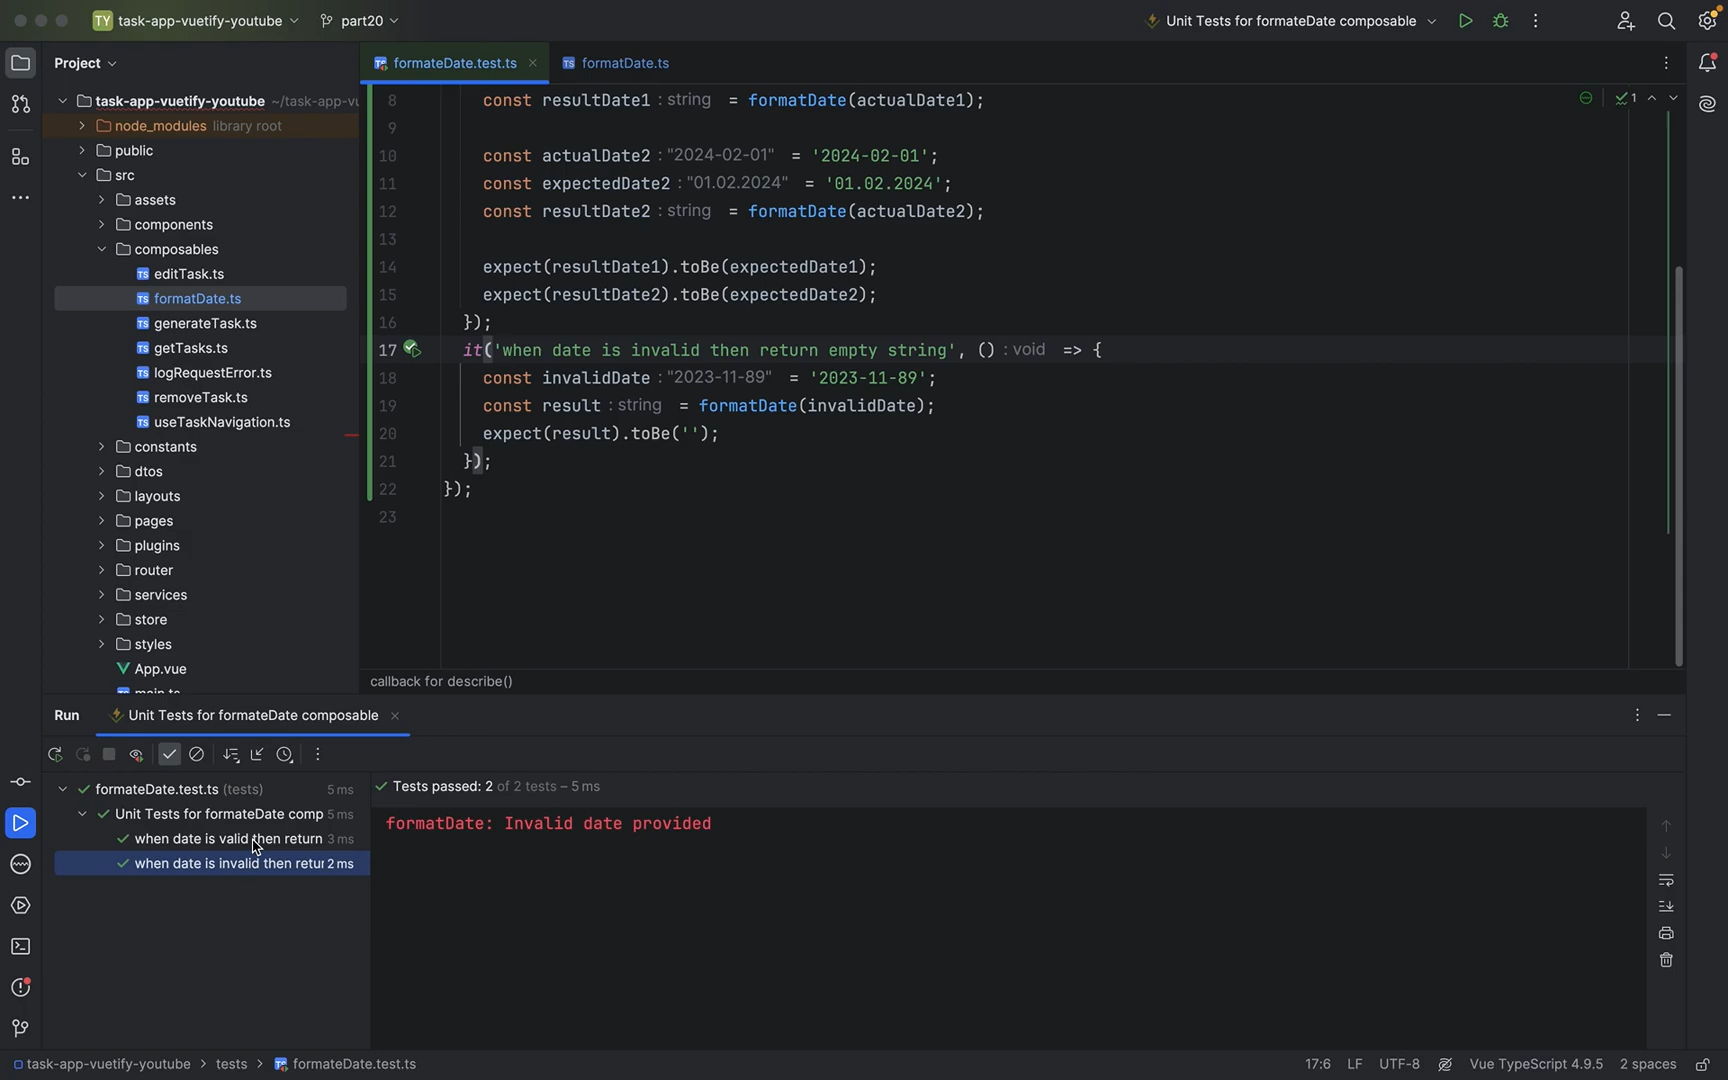 TY task-app-vuetify-youtube part20 Unit Tests for formateDate composable
Project
task-app-vuetify-youtube ~/task-app-vu
node_modules library root
public
src
assets
components
composables
editTask.ts
formatDate.ts
generateTask.ts
getTasks.ts
logRequestError.ts
removeTask.ts
useTaskNavigation.ts
constants
dtos
layouts
pages
plugins
router
services
store
styles
App.vue
main.ts
formateDate.test.ts formatDate.ts
1
8 const resultDate1 : string = formatDate(actualDate1);
9
10 const actualDate2 : "2024-02-01" = '2024-02-01';
11 const expectedDate2 : "01.02.2024" = '01.02.2024';
12 const resultDate2 : string = formatDate(actualDate2);
13
14 expect(resultDate1).toBe(expectedDate1);
15 expect(resultDate2).toBe(expectedDate2);
16 });
17 it('when date is invalid then return empty string', () : void => {
18 const invalidDate : "2023-11-89" = '2023-11-89';
19 const result : string = formatDate(invalidDate);
20 expect(result).toBe('');
21 });
22 });
23
callback for describe()
Run Unit Tests for formateDate composable
formateDate.test.ts (tests) 5 ms
Unit Tests for formateDate comp 5 ms
when date is valid then return 3 ms
when date is invalid then retur 2 ms
Tests passed: 2 of 2 tests – 5 ms
formatDate: Invalid date provided
task-app-vuetify-youtube > tests > formateDate.test.ts 17:6 LF UTF-8 Vue TypeScript 4.9.5 2 spaces